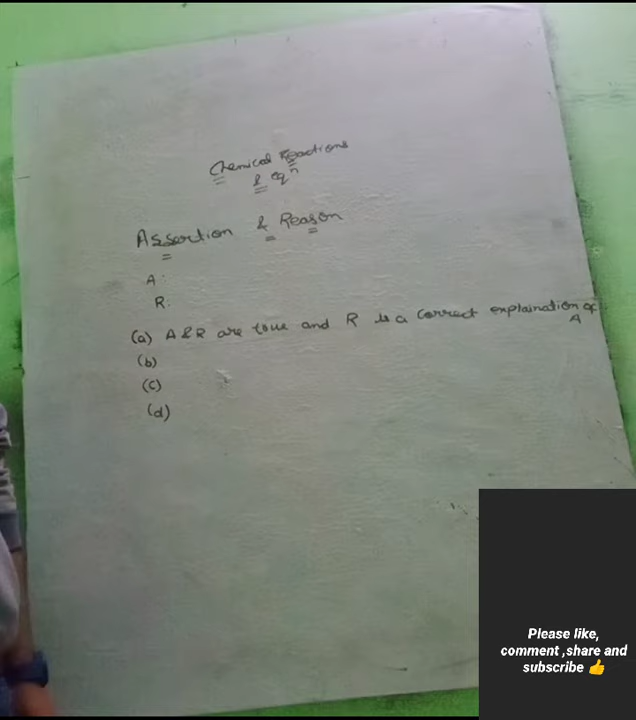 Chemical Reactions
& eqⁿ
Assertion & Reason
A:
R:
(a) A & R are true and R is a correct explaination of
A
(b)
(c)
(d)
Please like,
comment ,share and
subscribe 👍